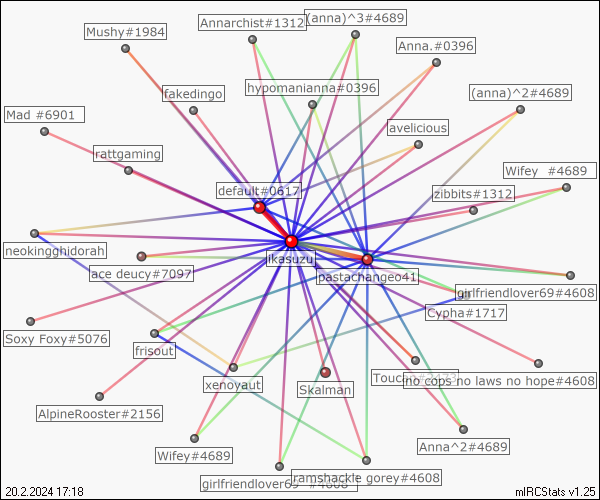 Mushy#1984
Annarchist#1312
(anna)^3#4689
Anna.#0396
fakedingo
hypomanianna#0396
(anna)^2#4689
Mad #6901
avelicious
rattgaming
Wifey #4689
default#0617
zibbits#1312
neokingghidorah
ikasuzu
ace deucy#7097
pastachangeo41
girlfriendlover69#4608
Cypha#1717
Soxy Foxy#5076
frisout
xenoyaut
Skalman
no cops no laws no hope#4608
AlpineRooster#2156
Anna^2#4689
Wifey#4689
ramshackle gorey#4608
girlfriendlover69 #4608
20.2.2024 17:18
mIRCStats v1.25